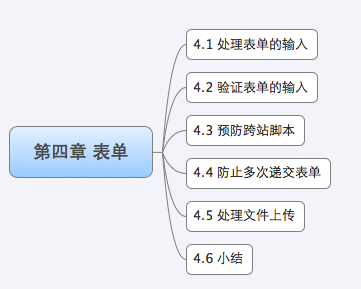 第四章 表单
4.1 处理表单的输入
4.2 验证表单的输入
4.3 预防跨站脚本
4.4 防止多次递交表单
4.5 处理文件上传
4.6 小结